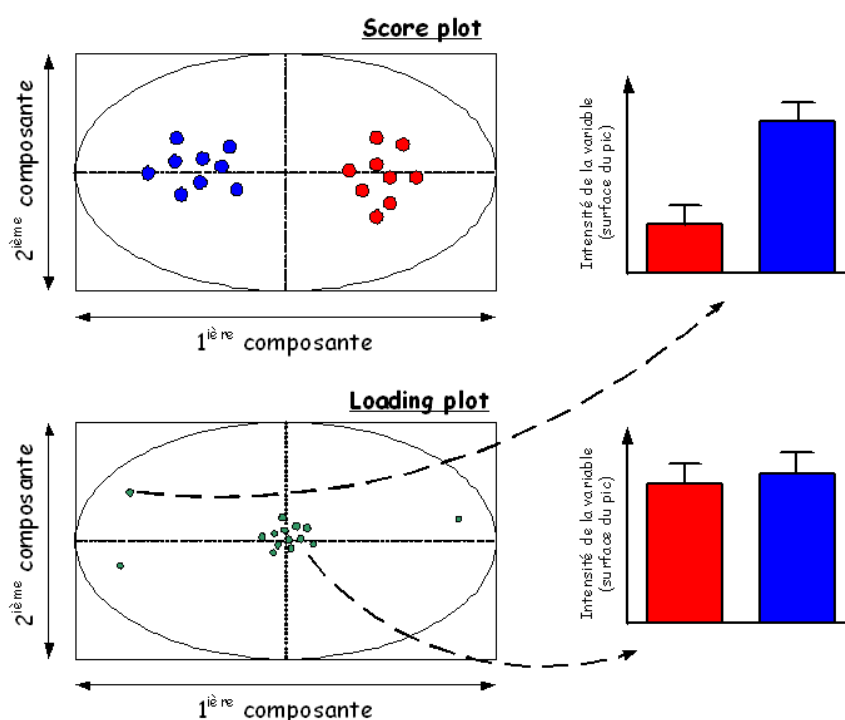 Score plot
2ième composante
1ière composante
Intensité de la variable
(surface du pic)
Loading plot
2ième composante
1ière composante
Intensité de la variable
(surface du pic)